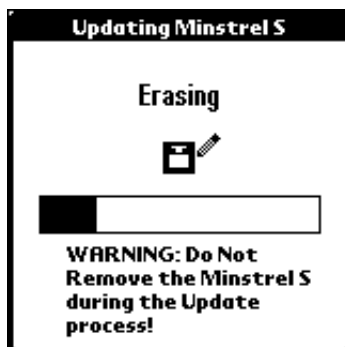 Updating Minstrel S
Erasing
WARNING: Do Not
Remove the Minstrel S
during the Update
process!